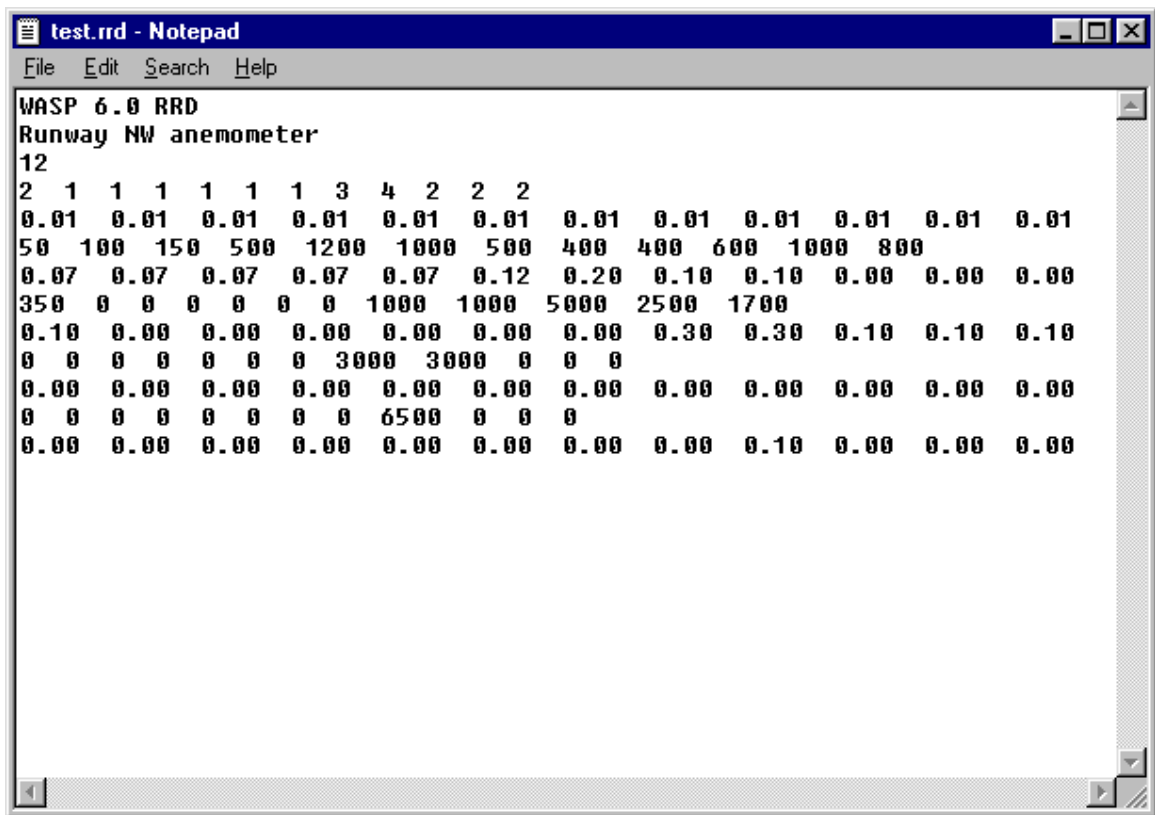 test.rrd - Notepad
File Edit Search Help
WASP 6.0 RRD
Runway NW anemometer
12
2 1 1 1 1 1 1 3 4 2 2 2
0.01 0.01 0.01 0.01 0.01 0.01 0.01 0.01 0.01 0.01 0.01 0.01
50 100 150 500 1200 1000 500 400 400 600 1000 800
0.07 0.07 0.07 0.07 0.07 0.12 0.20 0.10 0.10 0.00 0.00 0.00
350 0 0 0 0 0 0 1000 1000 5000 2500 1700
0.10 0.00 0.00 0.00 0.00 0.00 0.00 0.30 0.30 0.10 0.10 0.10
0 0 0 0 0 0 0 3000 3000 0 0 0
0.00 0.00 0.00 0.00 0.00 0.00 0.00 0.00 0.00 0.00 0.00 0.00
0 0 0 0 0 0 0 0 6500 0 0 0
0.00 0.00 0.00 0.00 0.00 0.00 0.00 0.00 0.10 0.00 0.00 0.00